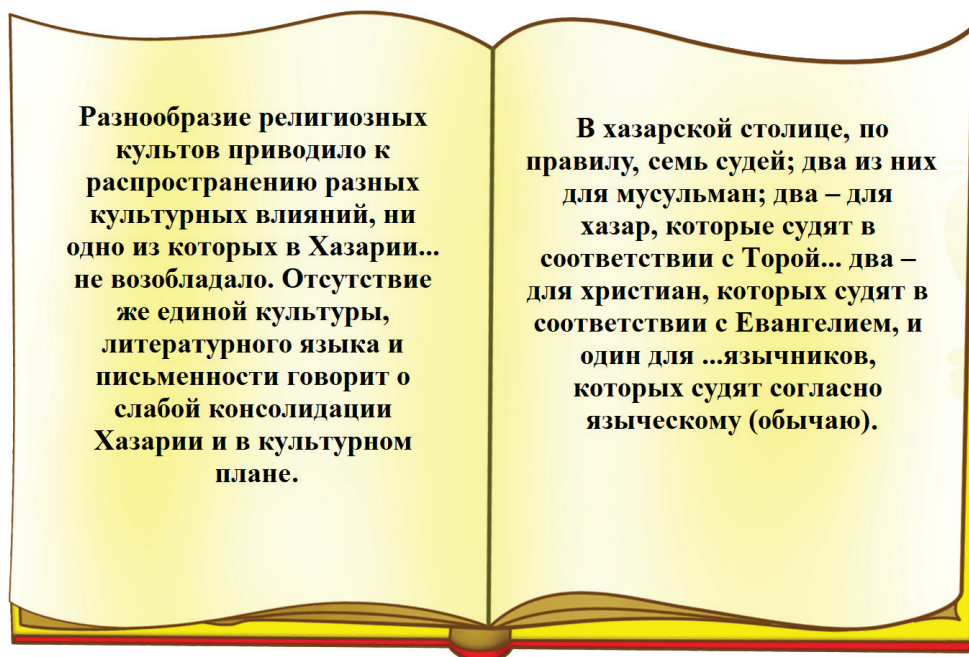 Разнообразие религиозных
культов приводило к
распространению разных
культурных влияний, ни
одно из которых в Хазарии...
не возобладало. Отсутствие
же единой культуры,
литературного языка и
письменности говорит о
слабой консолидации
Хазарии и в культурном
плане.
В хазарской столице, по
правилу, семь судей; два из них
для мусульман; два – для
хазар, которые судят в
соответствии с Торой... два –
для христиан, которых судят в
соответствии с Евангелием, и
один для ...язычников,
которых судят согласно
языческому (обычаю).